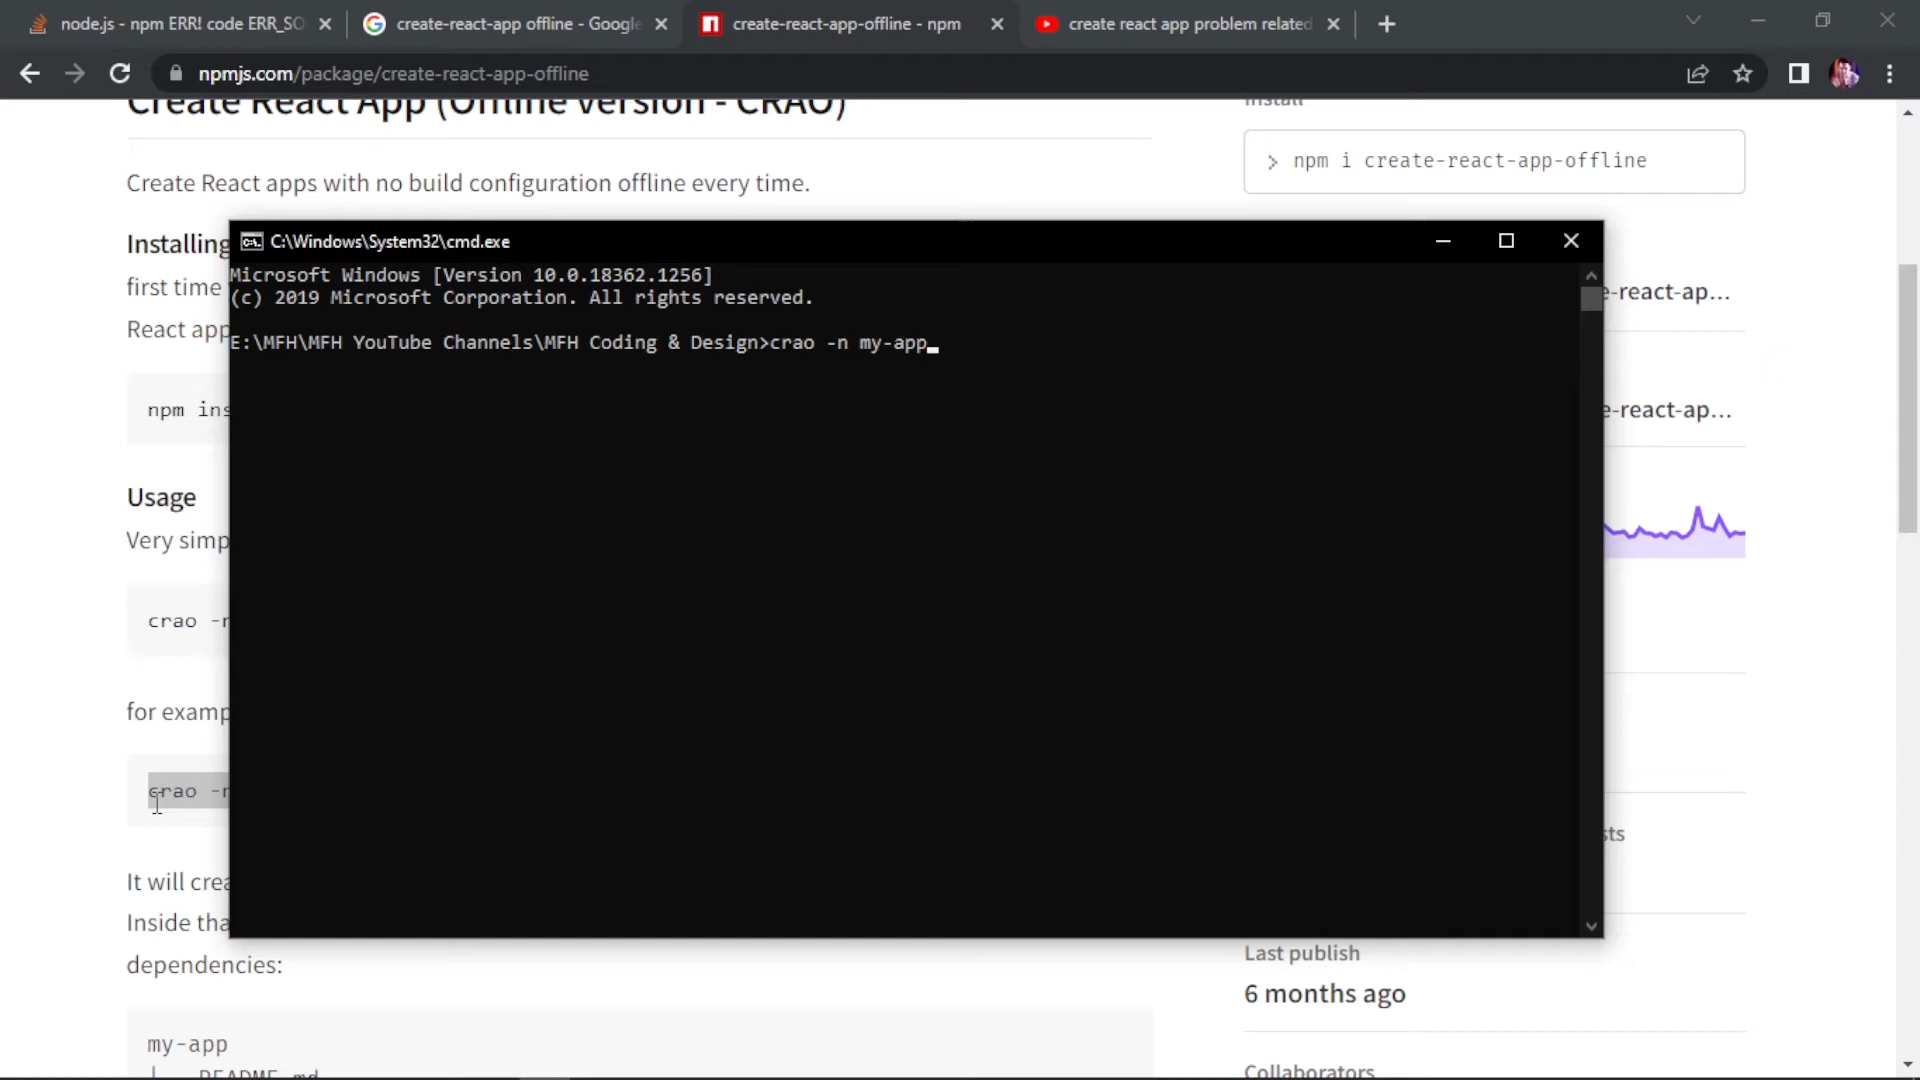 node.js - npm ERR! code ERR_SO
create-react-app offline - Google
create-react-app-offline - npm
create react app problem related
npmjs.com/package/create-react-app-offline
Create React App (Offline version - CRAO)
Install
> npm i create-react-app-offline
Create React apps with no build configuration offline every time.
Installing
first time
React app
npm ins
Usage
Very simp
crao -n
for examp
crao -n
It will crea
Inside tha
dependencies:
my-app
README.md
C:\Windows\System32\cmd.exe
Microsoft Windows [Version 10.0.18362.1256]
(c) 2019 Microsoft Corporation. All rights reserved.
E:\MFH\MFH YouTube Channels\MFH Coding & Design>crao -n my-app
e-react-ap...
e-react-ap...
sts
Last publish
6 months ago
Collaborators